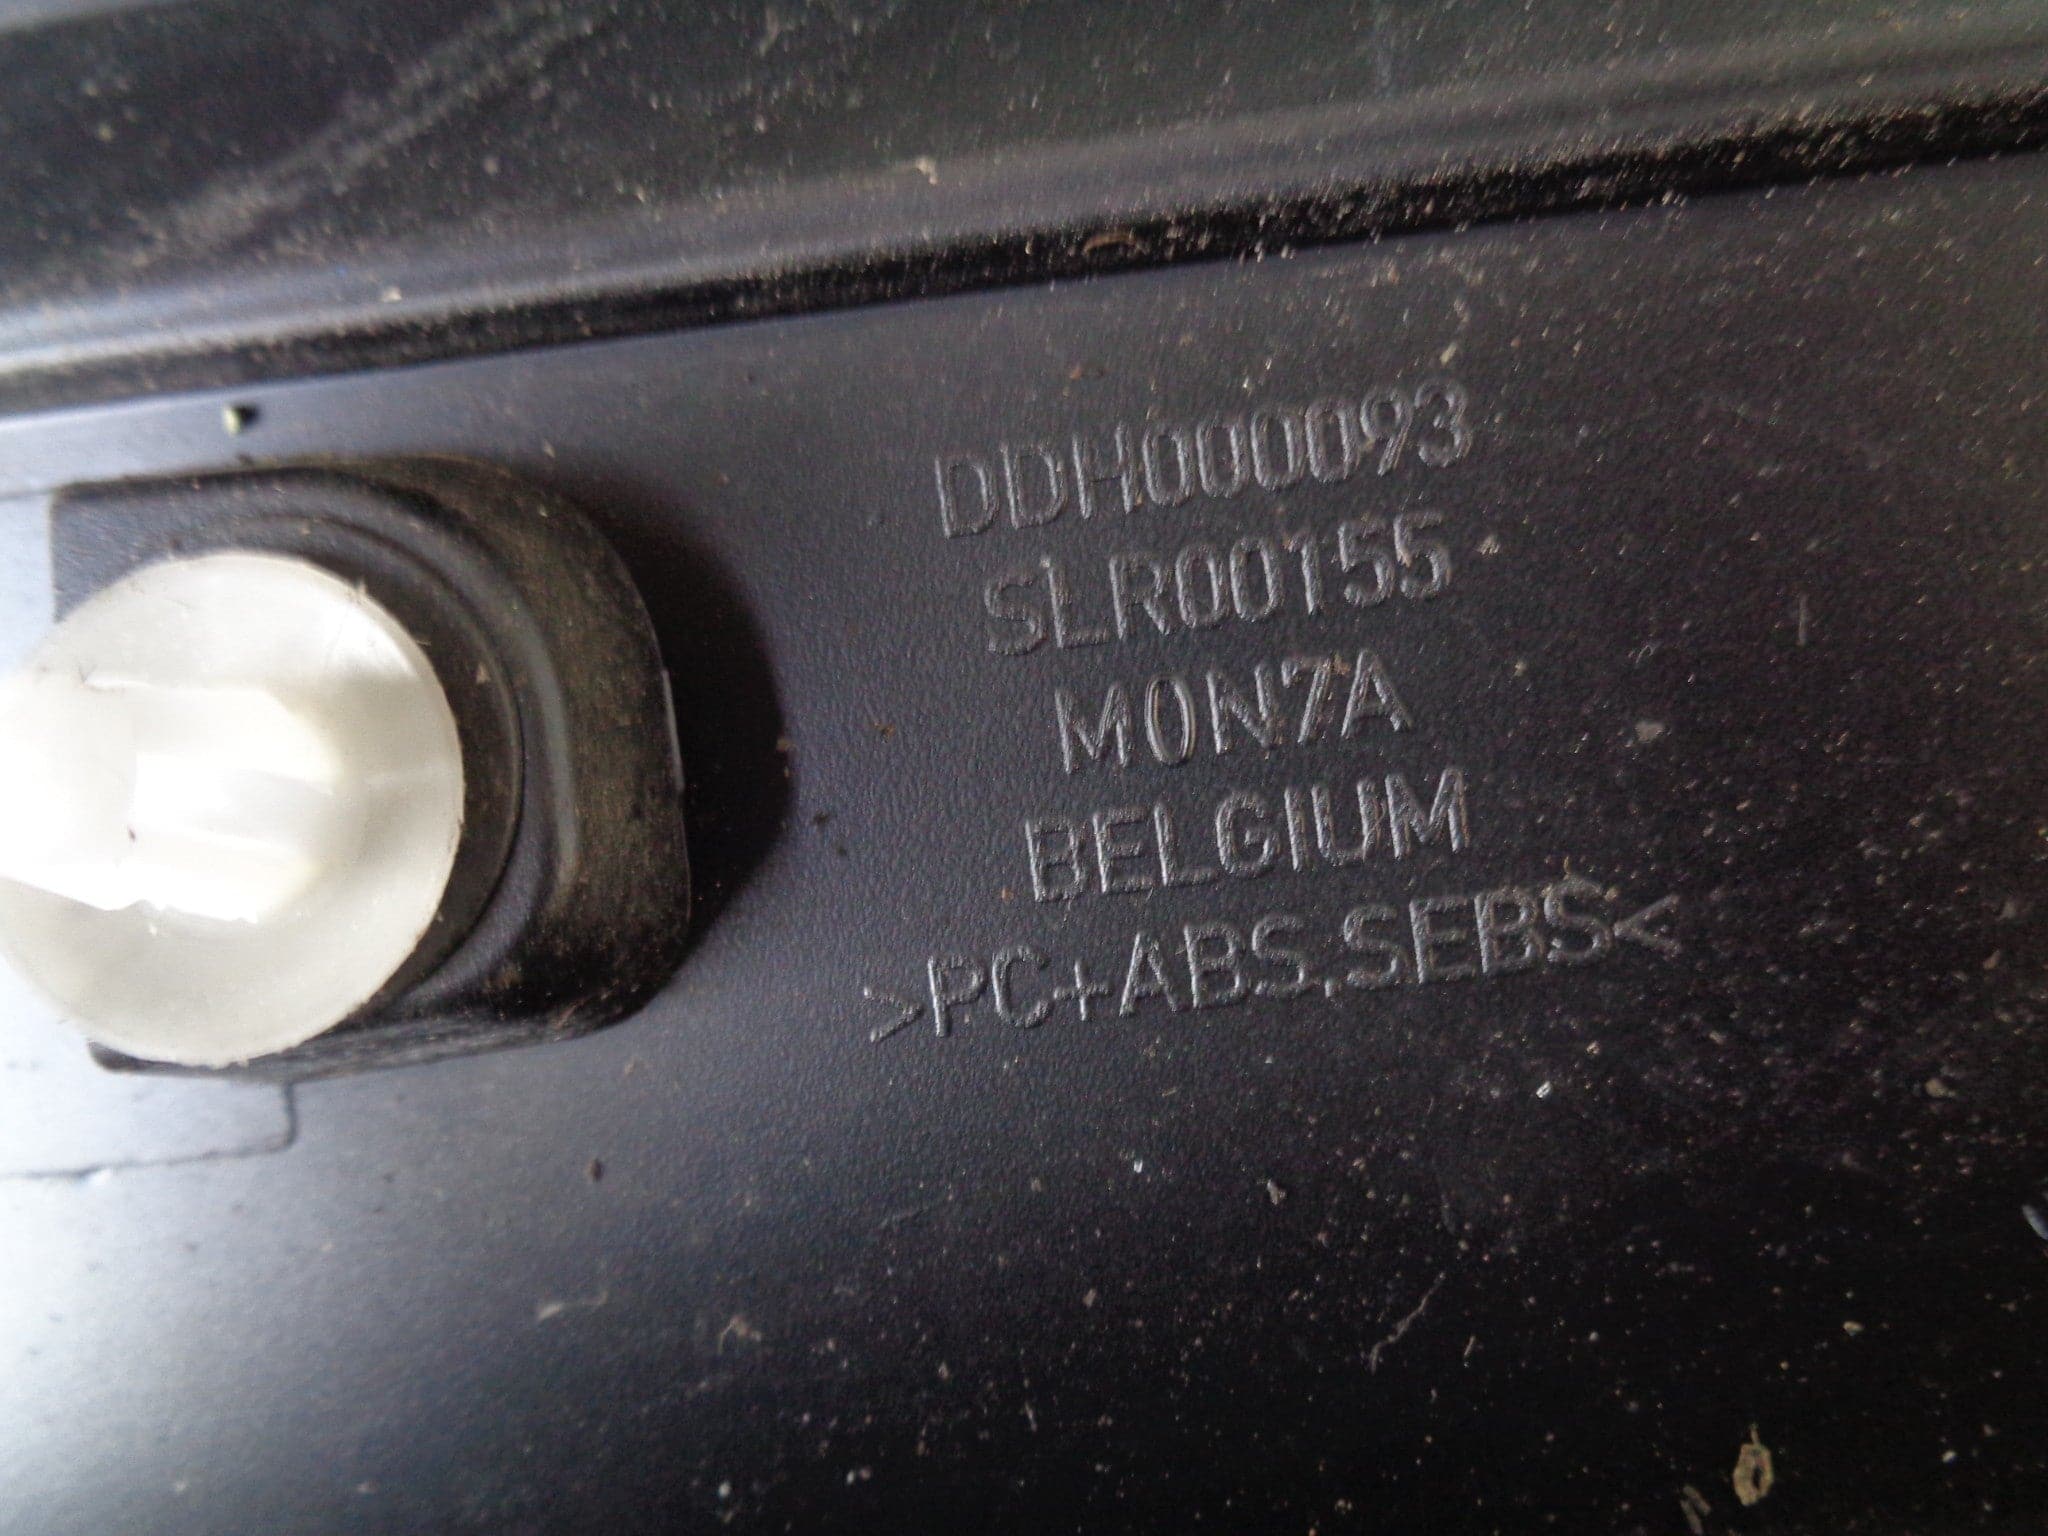 DDH000093
SLR00155
M0N7A
BELGIUM
>PC+ABS.SEBS<